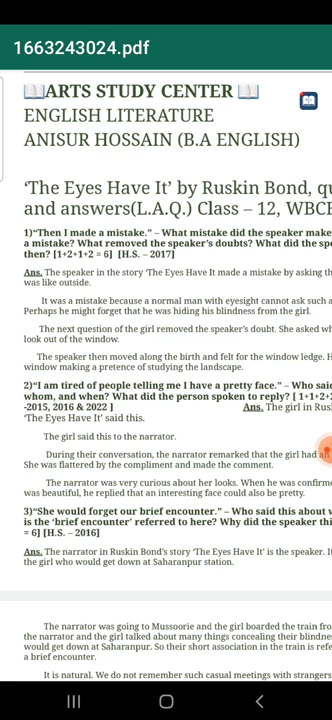 1663243024.pdf
📖ARTS STUDY CENTER 📖
ENGLISH LITERATURE
ANISUR HOSSAIN (B.A ENGLISH)
'The Eyes Have It' by Ruskin Bond, qu
and answers(L.A.Q.) Class – 12, WBCH
1)"Then I made a mistake." – What mistake did the speaker make
a mistake? What removed the speaker's doubts? What did the spe
then? [1+2+1+2 = 6] [H.S. – 2017]
Ans. The speaker in the story 'The Eyes Have It made a mistake by asking th
was like outside.
It was a mistake because a normal man with eyesight cannot ask such a
Perhaps he might forget that he was hiding his blindness from the girl.
The next question of the girl removed the speaker's doubt. She asked wh
look out of the window.
The speaker then moved along the birth and felt for the window ledge. H
window making a pretence of studying the landscape.
2)"I am tired of people telling me I have a pretty face." – Who said
whom, and when? What did the person spoken to reply? [ 1+1+2+2
-2015, 2016 & 2022 ] Ans. The girl in Rus
'The Eyes Have It' said this.
The girl said this to the narrator.
During their conversation, the narrator remarked that the girl had an
She was flattered by the compliment and made the comment.
The narrator was very curious about her looks. When he was confirme
was beautiful, he replied that an interesting face could also be pretty.
3)"She would forget our brief encounter." – Who said this about w
is the 'brief encounter' referred to here? Why did the speaker thi
= 6] [H.S. – 2016]
Ans. The narrator in Ruskin Bond's story 'The Eyes Have It' is the speaker. It
the girl who would get down at Saharanpur station.
The narrator was going to Mussoorie and the girl boarded the train fro
the narrator and the girl talked about many things concealing their blindne
would get down at Saharanpur. So their short association in the train is refe
a brief encounter.
It is natural. We do not remember such casual meetings with strangers